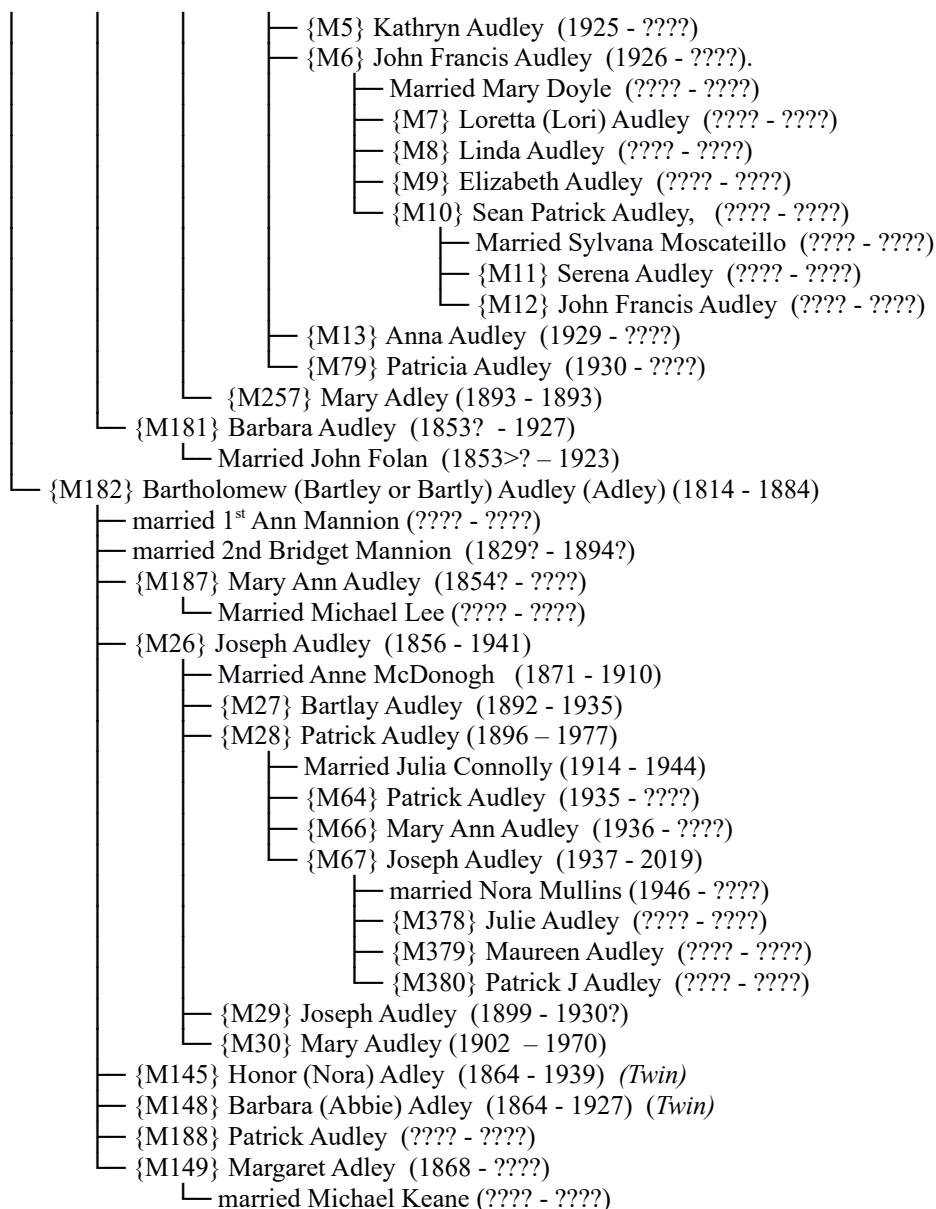 {M5} Kathryn Audley (1925 - ????)
{M6} John Francis Audley (1926 - ????).
Married Mary Doyle (???? - ????)
{M7} Loretta (Lori) Audley (???? - ????)
{M8} Linda Audley (???? - ????)
{M9} Elizabeth Audley (???? - ????)
{M10} Sean Patrick Audley, (???? - ????)
Married Sylvana Moscateillo (???? - ????)
{M11} Serena Audley (???? - ????)
{M12} John Francis Audley (???? - ????)
{M13} Anna Audley (1929 - ????)
{M79} Patricia Audley (1930 - ????)
{M257} Mary Adley (1893 - 1893)
{M181} Barbara Audley (1853? - 1927)
Married John Folan (1853>? – 1923)
{M182} Bartholomew (Bartley or Bartly) Audley (Adley) (1814 - 1884)
married 1st Ann Mannion (???? - ????)
married 2nd Bridget Mannion (1829? - 1894?)
{M187} Mary Ann Audley (1854? - ????)
Married Michael Lee (???? - ????)
{M26} Joseph Audley (1856 - 1941)
Married Anne McDonogh (1871 - 1910)
{M27} Bartlay Audley (1892 - 1935)
{M28} Patrick Audley (1896 – 1977)
Married Julia Connolly (1914 - 1944)
{M64} Patrick Audley (1935 - ????)
{M66} Mary Ann Audley (1936 - ????)
{M67} Joseph Audley (1937 - 2019)
married Nora Mullins (1946 - ????)
{M378} Julie Audley (???? - ????)
{M379} Maureen Audley (???? - ????)
{M380} Patrick J Audley (???? - ????)
{M29} Joseph Audley (1899 - 1930?)
{M30} Mary Audley (1902 – 1970)
{M145} Honor (Nora) Adley (1864 - 1939) (Twin)
{M148} Barbara (Abbie) Adley (1864 - 1927) (Twin)
{M188} Patrick Audley (???? - ????)
{M149} Margaret Adley (1868 - ????)
married Michael Keane (???? - ????)